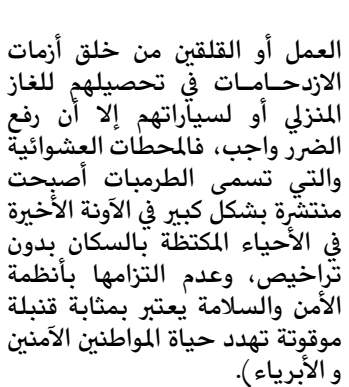 العمل أو القلقين من خلق أزمات
الازدحـامـات في تحصيلهم للغاز
المنزلي أو لسياراتهم إلا أن رفع
الضرر واجب، فالمحطات العشوائية
والتي تسمى الطرمبات أصبحت
منتشرة بشكل كبير في الآونة الأخيرة
في الأحياء المكتظة بالسكان بدون
تراخيص، وعدم التزامها بأنظمة
الأمن والسلامة يعتبر بمثابة قنبلة
موقوتة تهدد حياة المواطنين الآمنين
و الأبرياء).